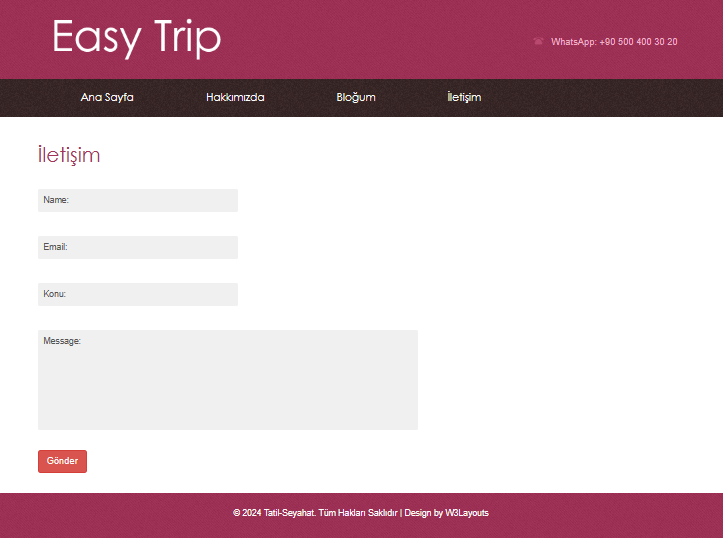 Easy Trip
WhatsApp: +90 500 400 30 20
Ana Sayfa Hakkımızda Bloğum İletişim
İletişim
Name:
Email:
Konu:
Message:
Gönder
© 2024 Tatil-Seyahat. Tüm Hakları Saklıdır | Design by W3Layouts